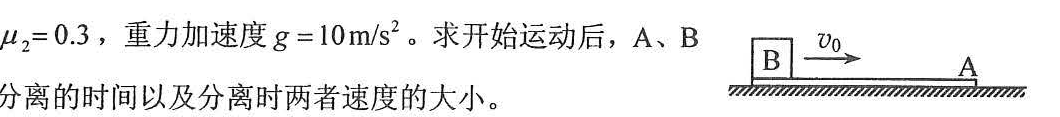 μ₂=0.3，重力加速度 g=10m/s²。求开始运动后，A、B
分离的时间以及分离时两者速度的大小。
B v₀ A